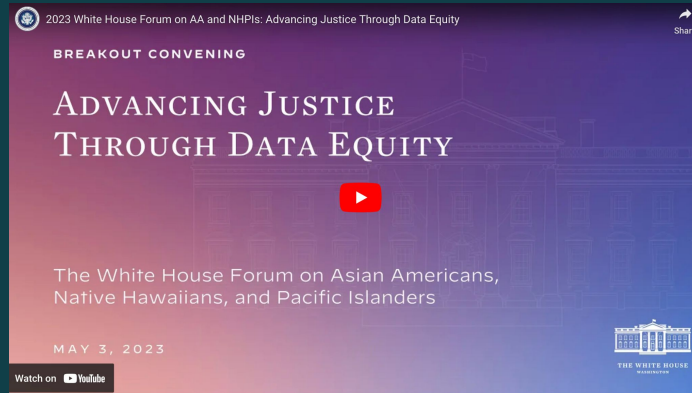 2023 White House Forum on AA and NHPIs: Advancing Justice Through Data Equity
Shar
BREAKOUT CONVENING
ADVANCING JUSTICE
THROUGH DATA EQUITY
The White House Forum on Asian Americans,
Native Hawaiians, and Pacific Islanders
MAY 3, 2023
THE WHITE HOUSE
WASHINGTON
Watch on YouTube